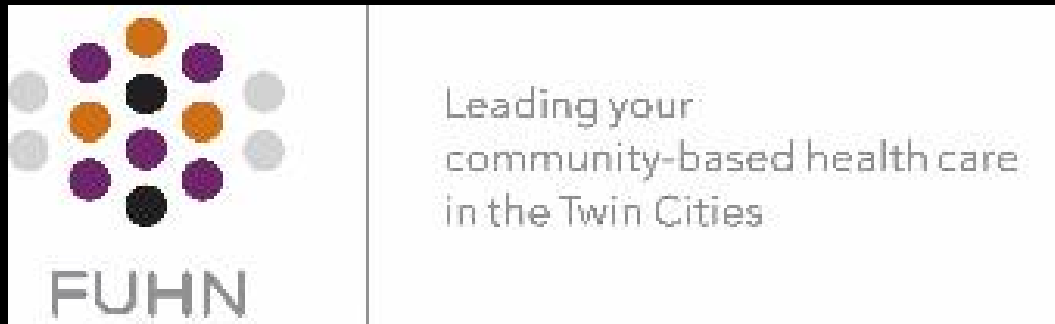 FUHN
Leading your
community-based health care
in the Twin Cities